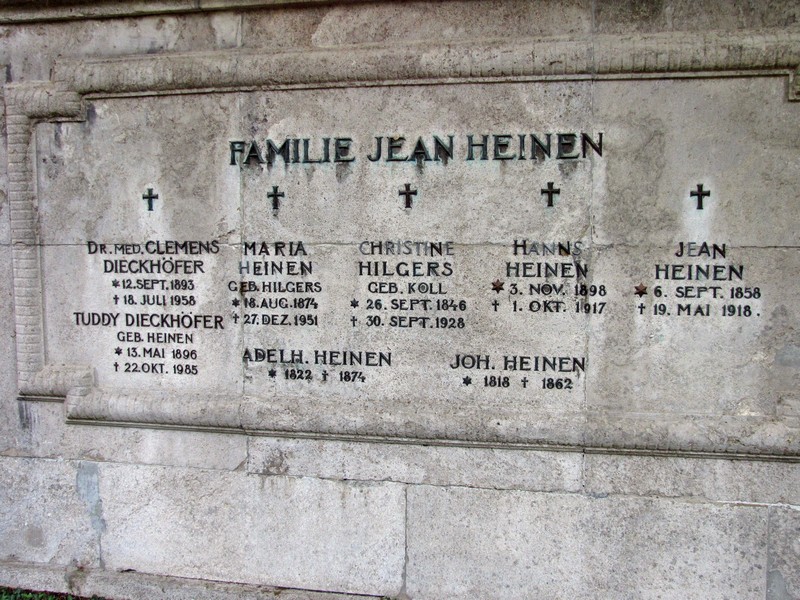 FAMILIE JEAN HEINEN
DR. MED. CLEMENS
DIECKHÖFER
* 12. SEPT. 1893
† 18. JULI 1958
TUDDY DIECKHÖFER
GEB. HEINEN
* 13. MAI 1896
† 22. OKT. 1985
MARIA
HEINEN
GEB. HILGERS
* 18. AUG. 1874
† 27. DEZ. 1951
CHRISTINE
HILGERS
GEB. KOLL
* 26. SEPT. 1846
† 30. SEPT. 1928
HANNS
HEINEN
* 3. NOV. 1898
† 1. OKT. 1917
JEAN
HEINEN
* 6. SEPT. 1858
† 19. MAI 1918.
ADELH. HEINEN
* 1822 † 1874
JOH. HEINEN
* 1818 † 1862